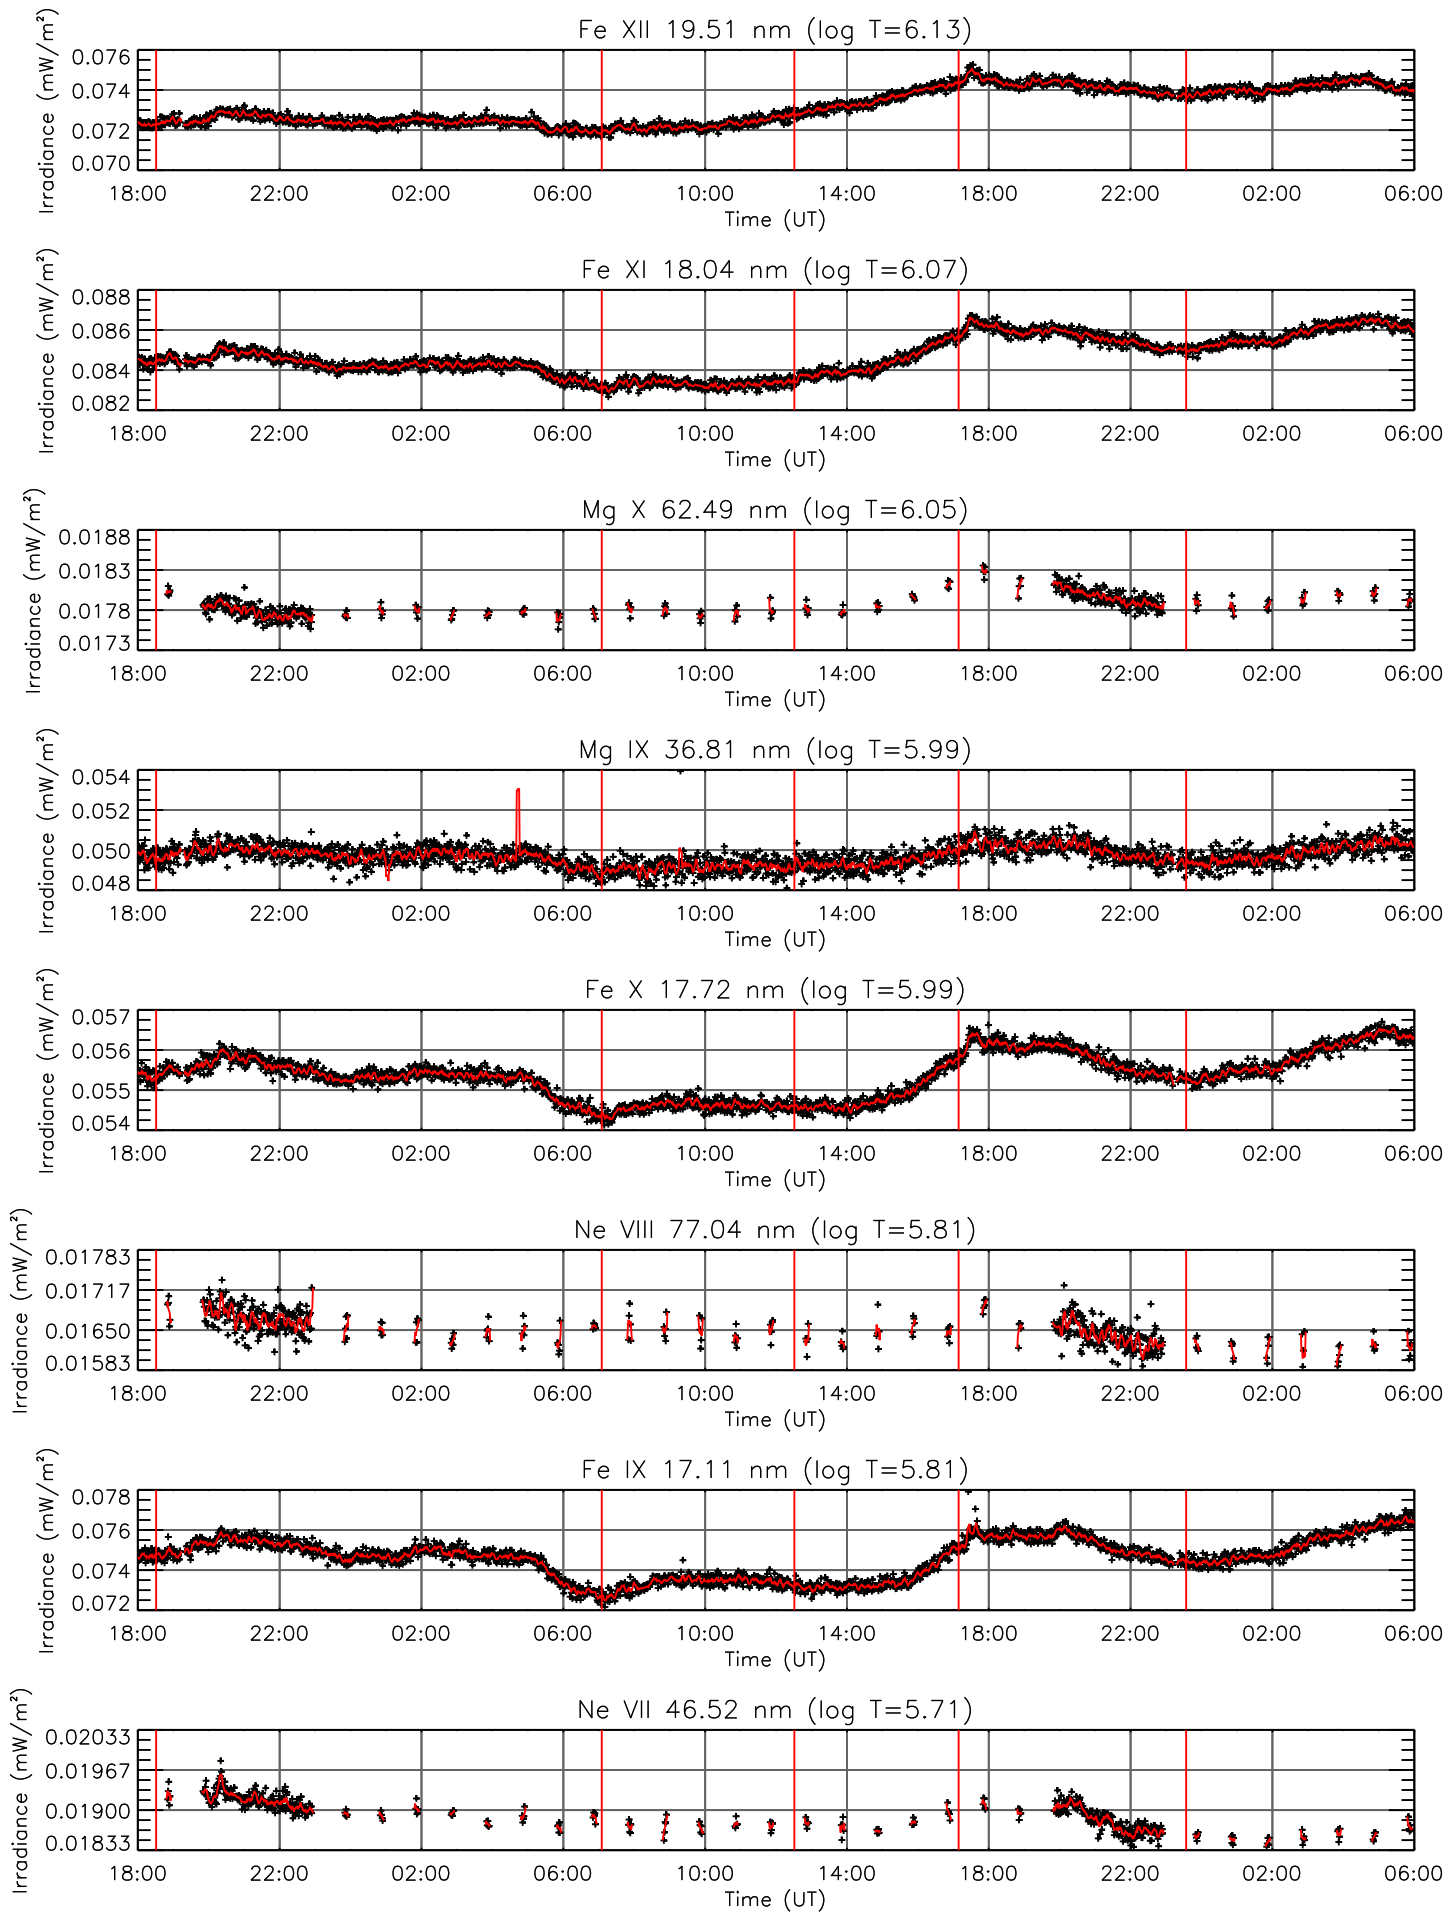 Fe XII 19.51 nm (log T=6.13)
Irradiance (mW/m²)
0.076
0.074
0.072
0.070
18:00 22:00 02:00 06:00 10:00 14:00 18:00 22:00 02:00 06:00
Time (UT)
Fe XI 18.04 nm (log T=6.07)
Irradiance (mW/m²)
0.088
0.086
0.084
0.082
18:00 22:00 02:00 06:00 10:00 14:00 18:00 22:00 02:00 06:00
Time (UT)
Mg X 62.49 nm (log T=6.05)
Irradiance (mW/m²)
0.0188
0.0183
0.0178
0.0173
18:00 22:00 02:00 06:00 10:00 14:00 18:00 22:00 02:00 06:00
Time (UT)
Mg IX 36.81 nm (log T=5.99)
Irradiance (mW/m²)
0.054
0.052
0.050
0.048
18:00 22:00 02:00 06:00 10:00 14:00 18:00 22:00 02:00 06:00
Time (UT)
Fe X 17.72 nm (log T=5.99)
Irradiance (mW/m²)
0.057
0.056
0.055
0.054
18:00 22:00 02:00 06:00 10:00 14:00 18:00 22:00 02:00 06:00
Time (UT)
Ne VIII 77.04 nm (log T=5.81)
Irradiance (mW/m²)
0.01783
0.01717
0.01650
0.01583
18:00 22:00 02:00 06:00 10:00 14:00 18:00 22:00 02:00 06:00
Time (UT)
Fe IX 17.11 nm (log T=5.81)
Irradiance (mW/m²)
0.078
0.076
0.074
0.072
18:00 22:00 02:00 06:00 10:00 14:00 18:00 22:00 02:00 06:00
Time (UT)
Ne VII 46.52 nm (log T=5.71)
Irradiance (mW/m²)
0.02033
0.01967
0.01900
0.01833
18:00 22:00 02:00 06:00 10:00 14:00 18:00 22:00 02:00 06:00
Time (UT)